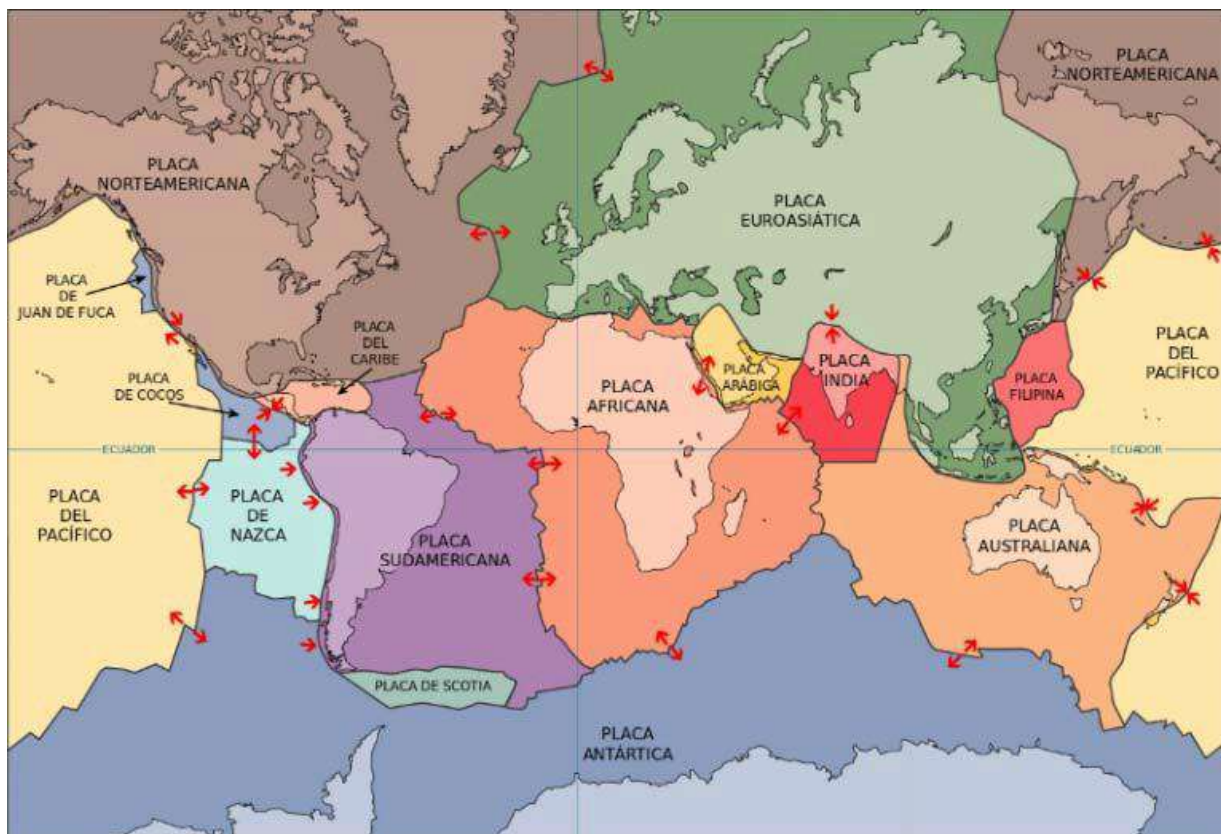 PLACA
NORTEAMERICANA
PLACA
NORTEAMERICANA
PLACA
EUROASIÁTICA
PLACA
DE
JUAN DE FUCA
PLACA
DEL
CARIBE
PLACA
DE COCOS
PLACA
AFRICANA
PLACA
ARÁBIGA
PLACA
INDIA
PLACA
FILIPINA
PLACA
DEL
PACÍFICO
ECUADOR
ECUADOR
PLACA
DEL
PACÍFICO
PLACA
DE
NAZCA
PLACA
SUDAMERICANA
PLACA
AUSTRALIANA
PLACA DE SCOTIA
PLACA
ANTÁRTICA